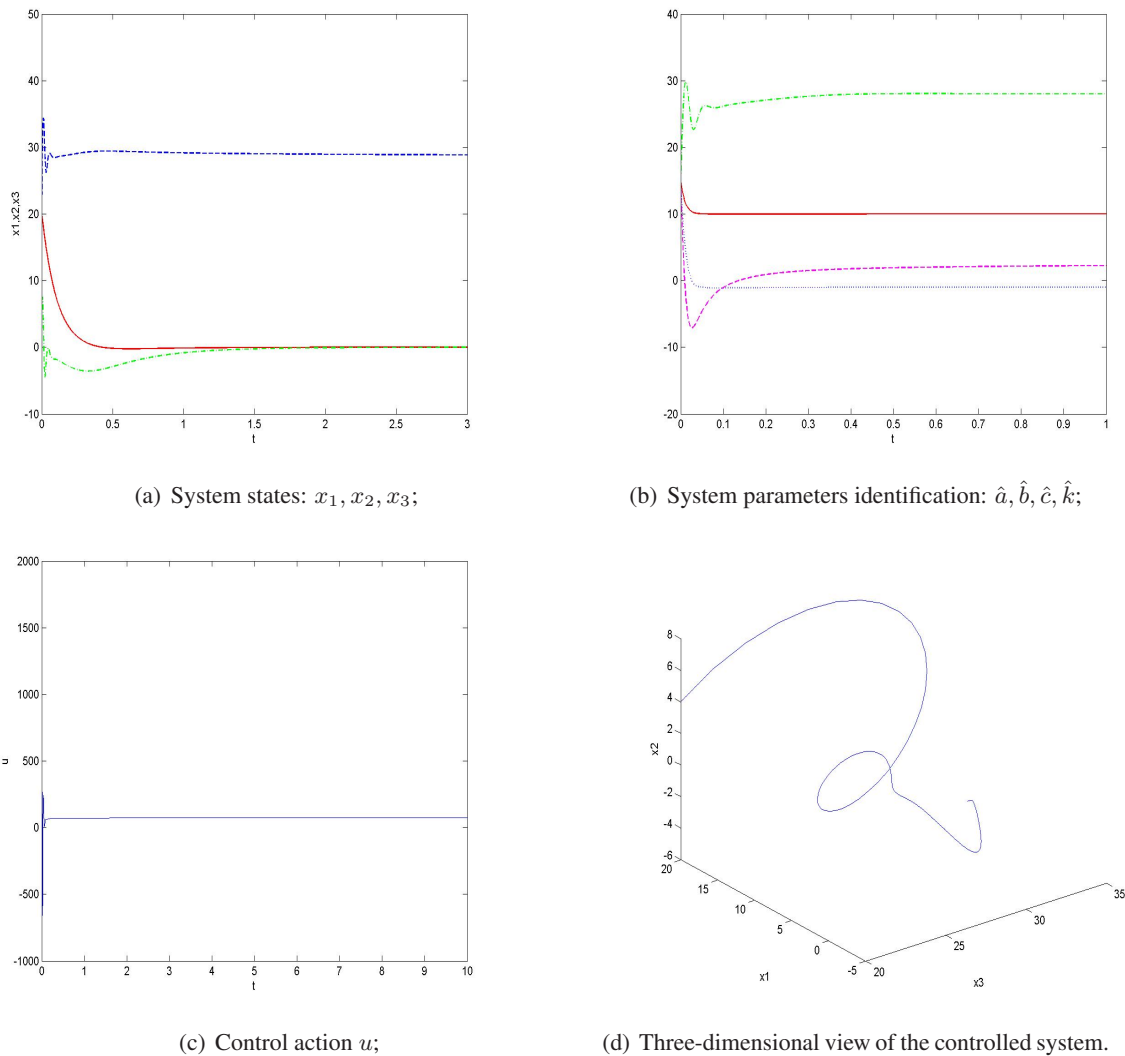 50
40
30
20
10
0
-10
x1,x2,x3
0 0.5 1 1.5 2 2.5 3
t
(a) System states: x₁, x₂, x₃;
40
30
20
10
0
-10
-20
0 0.1 0.2 0.3 0.4 0.5 0.6 0.7 0.8 0.9 1
t
(b) System parameters identification: â, b̂, ĉ, k̂;
2000
1500
1000
500
0
-500
-1000
u
0 1 2 3 4 5 6 7 8 9 10
t
(c) Control action u;
8
6
4
2
0
-2
-4
-6
x2
20
15
10
5
0
-5
x1
20
25
30
35
x3
(d) Three-dimensional view of the controlled system.